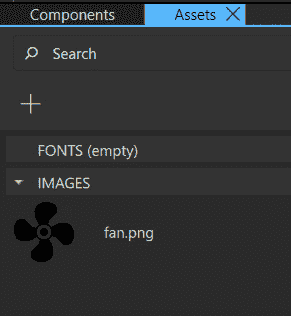 Components Assets
Search
FONTS (empty)
IMAGES
fan.png